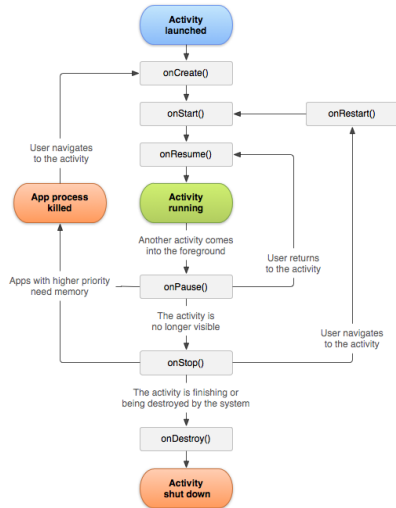 Activity
launched
onCreate()
onStart()
onRestart()
User navigates
to the activity
onResume()
App process
killed
Activity
running
Another activity comes
into the foreground
User returns
to the activity
Apps with higher priority
need memory
onPause()
The activity is
no longer visible
User navigates
to the activity
onStop()
The activity is finishing or
being destroyed by the system
onDestroy()
Activity
shut down